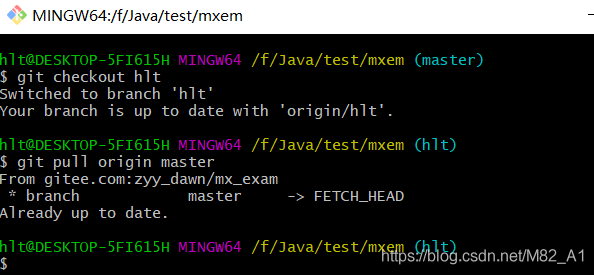 MINGW64:/f/Java/test/mxem
hlt@DESKTOP-5FI615H MINGW64 /f/Java/test/mxem (master)
$ git checkout hlt
Switched to branch 'hlt'
Your branch is up to date with 'origin/hlt'.
hlt@DESKTOP-5FI615H MINGW64 /f/Java/test/mxem (hlt)
$ git pull origin master
From gitee.com:zyy_dawn/mx_exam
 * branch            master     -> FETCH_HEAD
Already up to date.
hlt@DESKTOP-5FI615H MINGW64 /f/Java/test/mxem (hlt)
$
https://blog.csdn.net/M82_A1